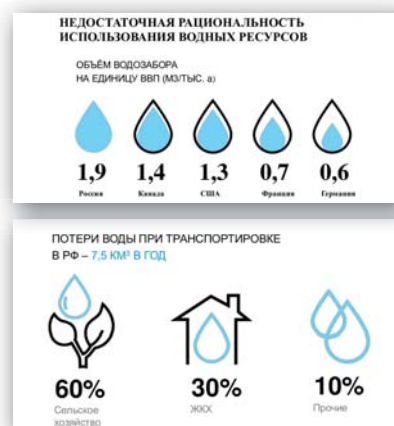 НЕДОСТАТОЧНАЯ РАЦИОНАЛЬНОСТЬ
ИСПОЛЬЗОВАНИЯ ВОДНЫХ РЕСУРСОВ
ОБЪЁМ ВОДОЗАБОРА
НА ЕДИНИЦУ ВВП (М3/ТЫС. а)
1,9 1,4 1,3 0,7 0,6
Россия Канада США Франция Германия
ПОТЕРИ ВОДЫ ПРИ ТРАНСПОРТИРОВКЕ
В РФ – 7,5 КМ³ В ГОД
60% 30% 10%
Сельское ЖКХ Прочие
хозяйство